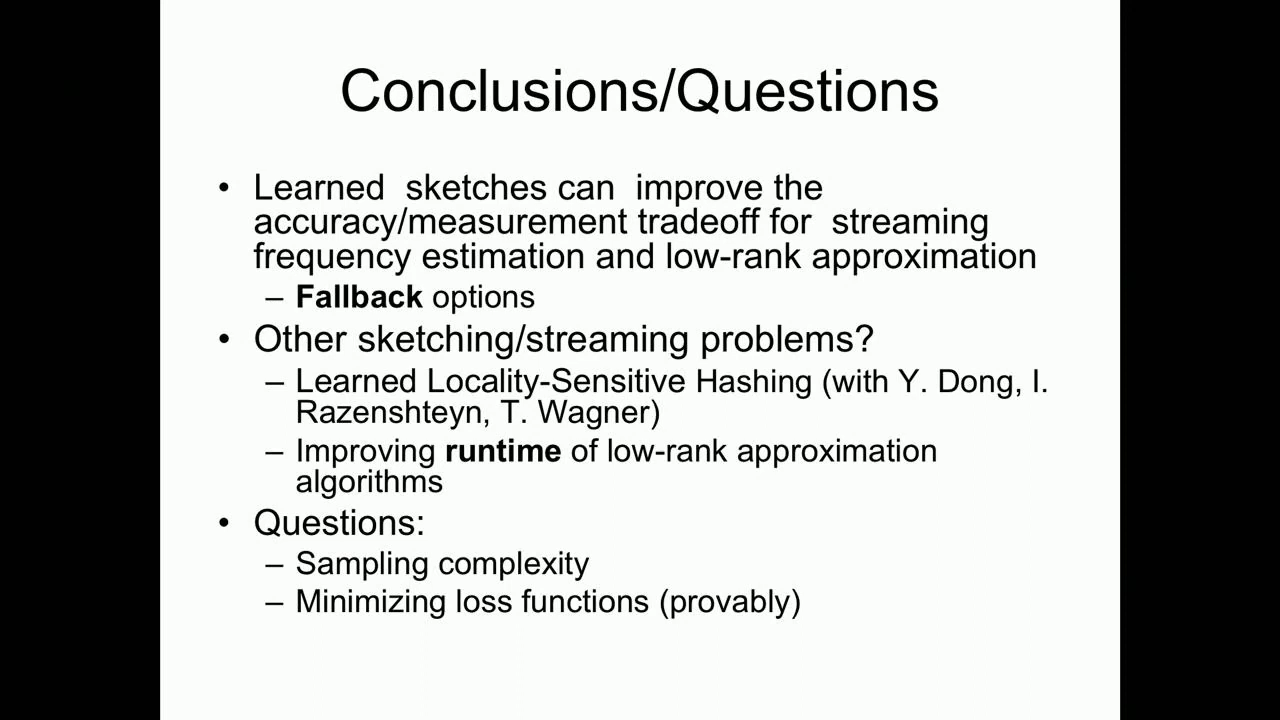 Conclusions/Questions
• Learned sketches can improve the
accuracy/measurement tradeoff for streaming
frequency estimation and low-rank approximation
– Fallback options
• Other sketching/streaming problems?
– Learned Locality-Sensitive Hashing (with Y. Dong, I.
Razenshteyn, T. Wagner)
– Improving runtime of low-rank approximation
algorithms
• Questions:
– Sampling complexity
– Minimizing loss functions (provably)